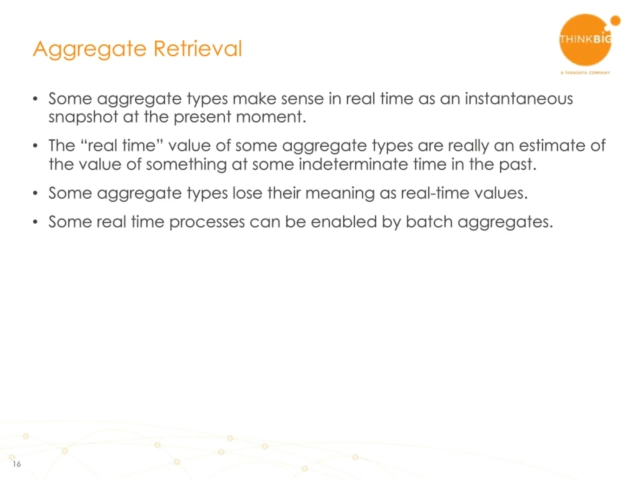 Aggregate Retrieval
THINKBIG
A TERADATA COMPANY
• Some aggregate types make sense in real time as an instantaneous
snapshot at the present moment.
• The “real time” value of some aggregate types are really an estimate of
the value of something at some indeterminate time in the past.
• Some aggregate types lose their meaning as real-time values.
• Some real time processes can be enabled by batch aggregates.
16